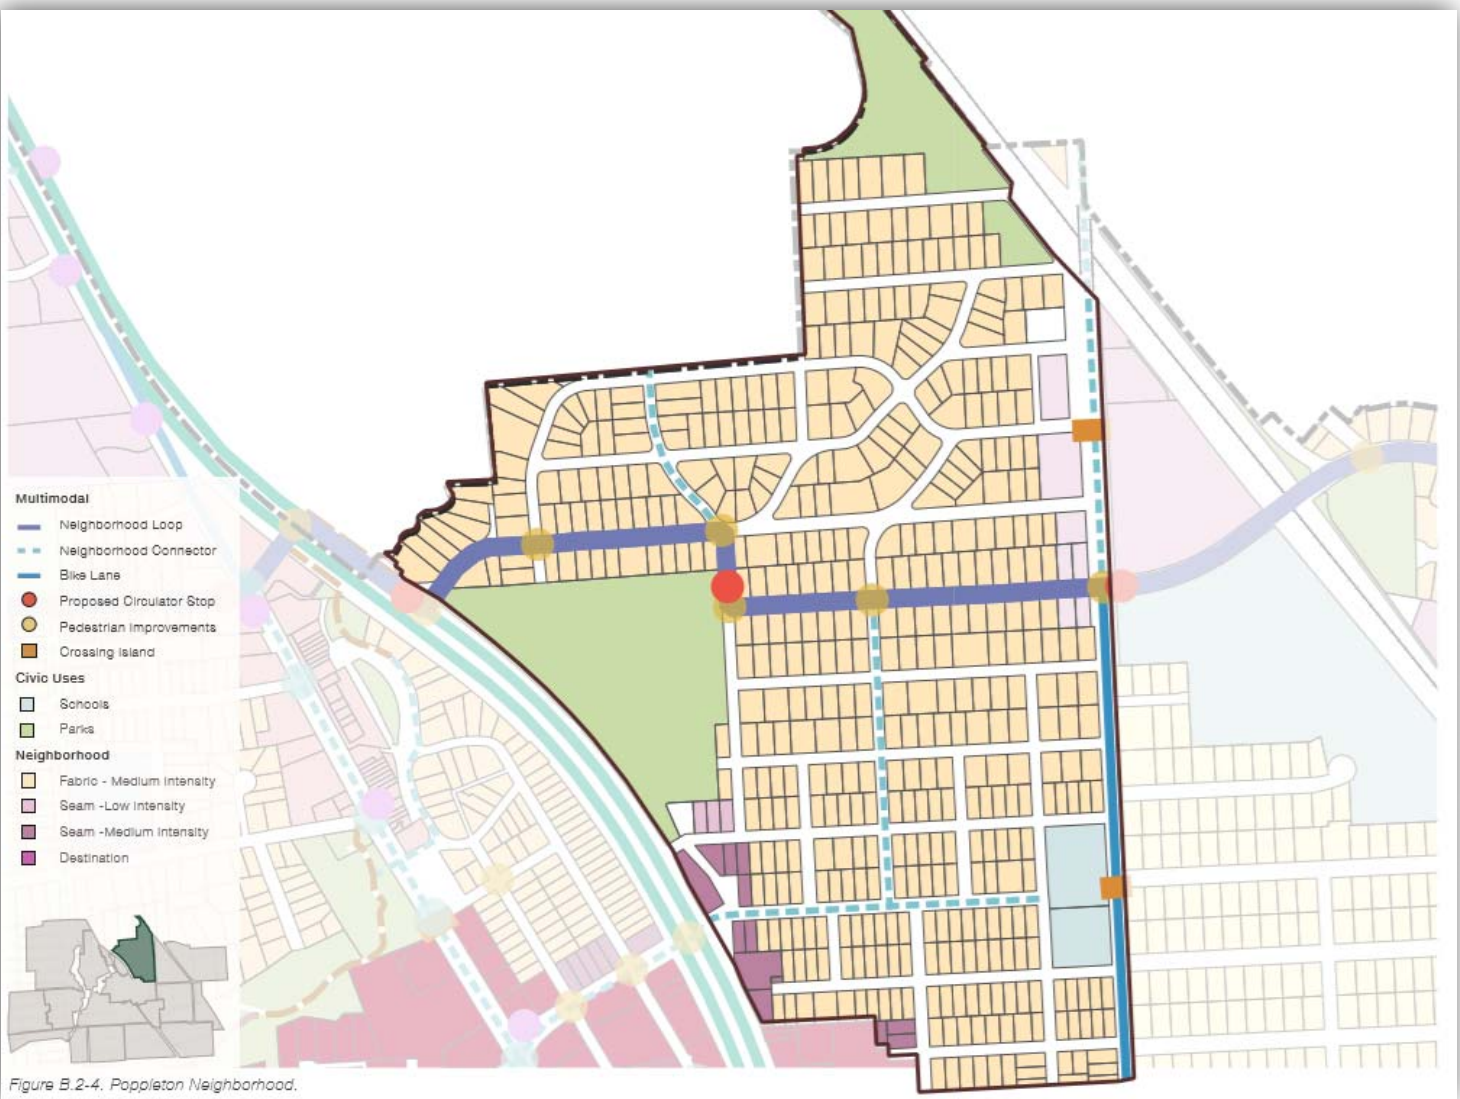 Multimodal
Neighborhood Loop
Neighborhood Connector
Bike Lane
Proposed Circulator Stop
Pedestrian Improvements
Crossing Island
Civic Uses
Schools
Parks
Neighborhood
Fabric - Medium Intensity
Seam -Low Intensity
Seam -Medium Intensity
Destination
Figure B.2-4. Poppleton Neighborhood.